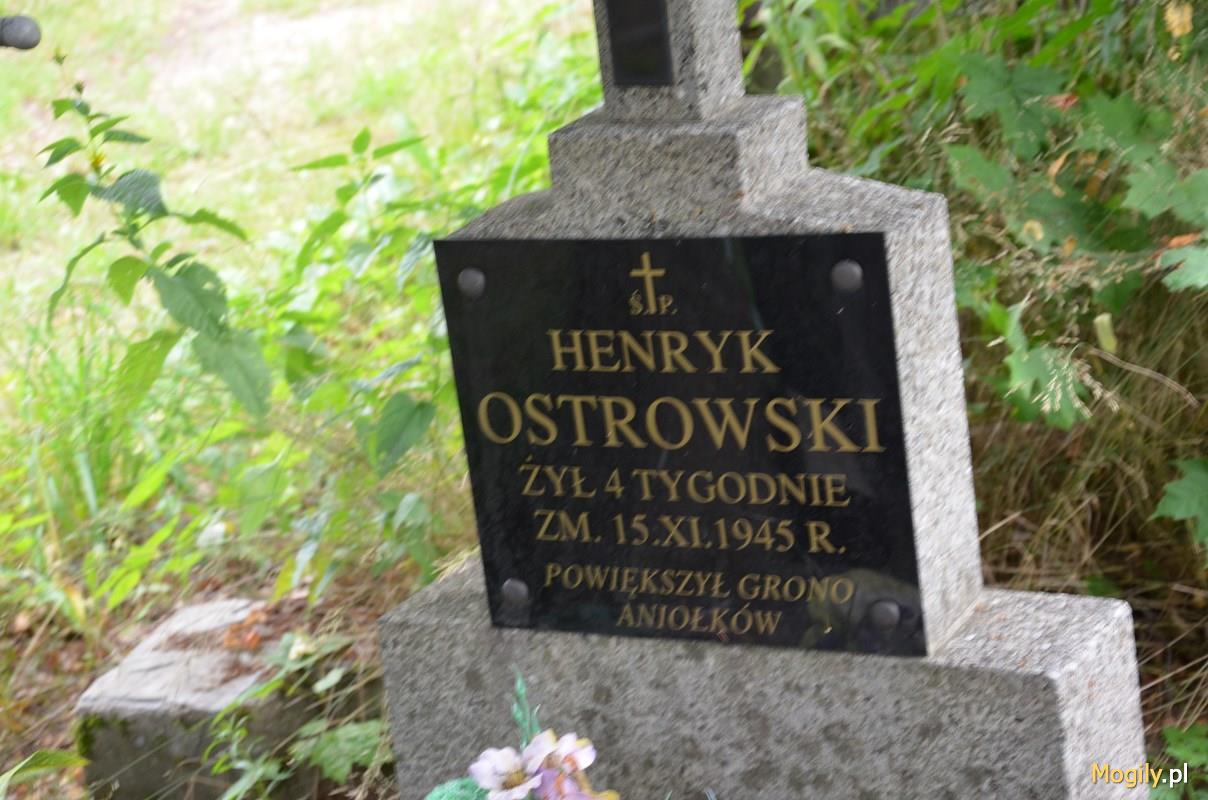 Ś.P.
HENRYK
OSTROWSKI
ŻYŁ 4 TYGODNIE
ZM. 15.XI.1945 R.
POWIĘKSZYŁ GRONO
ANIOŁKÓW
Mogily.pl